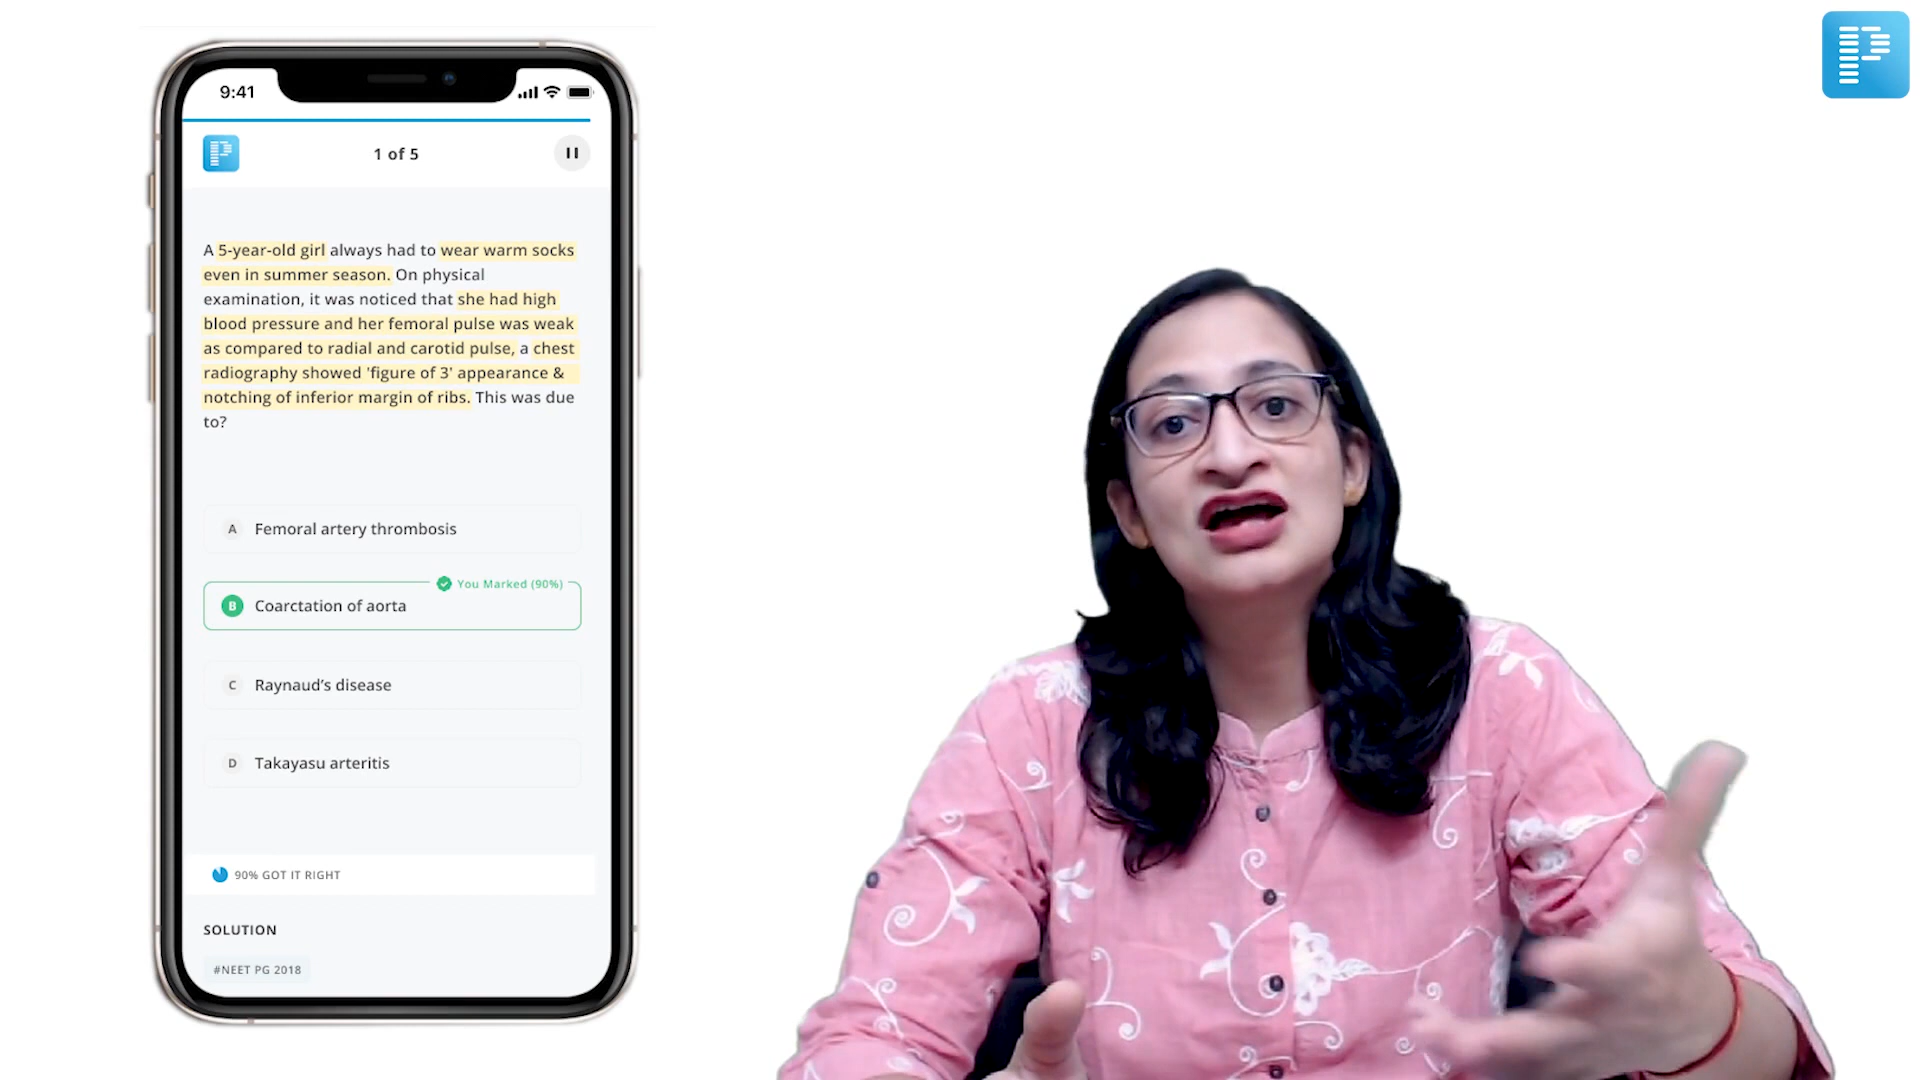 9:41
1 of 5
A 5-year-old girl always had to wear warm socks
even in summer season. On physical
examination, it was noticed that she had high
blood pressure and her femoral pulse was weak
as compared to radial and carotid pulse, a chest
radiography showed 'figure of 3' appearance &
notching of inferior margin of ribs. This was due
to?
A Femoral artery thrombosis
You Marked (90%)
B Coarctation of aorta
C Raynaud’s disease
D Takayasu arteritis
90% GOT IT RIGHT
SOLUTION
#NEET PG 2018